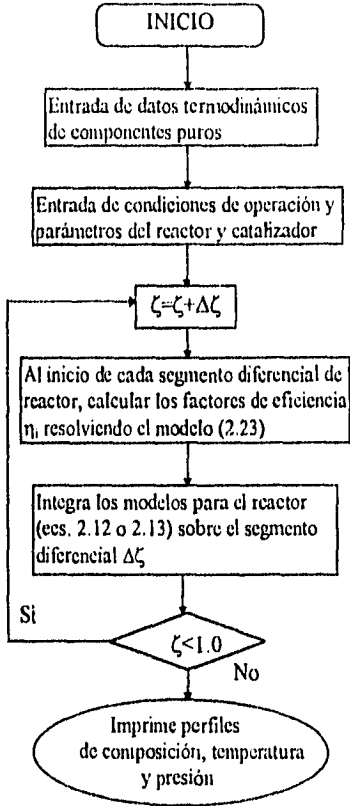 INICIO
Entrada de datos termodinámicos
de componentes puros
Entrada de condiciones de operación y
parámetros del reactor y catalizador
ζ=ζ+Δζ
Al inicio de cada segmento diferencial de
reactor, calcular los factores de eficiencia
ηᵢ resolviendo el modelo (2.23)
Integra los modelos para el reactor
(ecs. 2.12 o 2.13) sobre el segmento
diferencial Δζ
Si
ζ<1.0
No
Imprime perfiles
de composición, temperatura
y presión